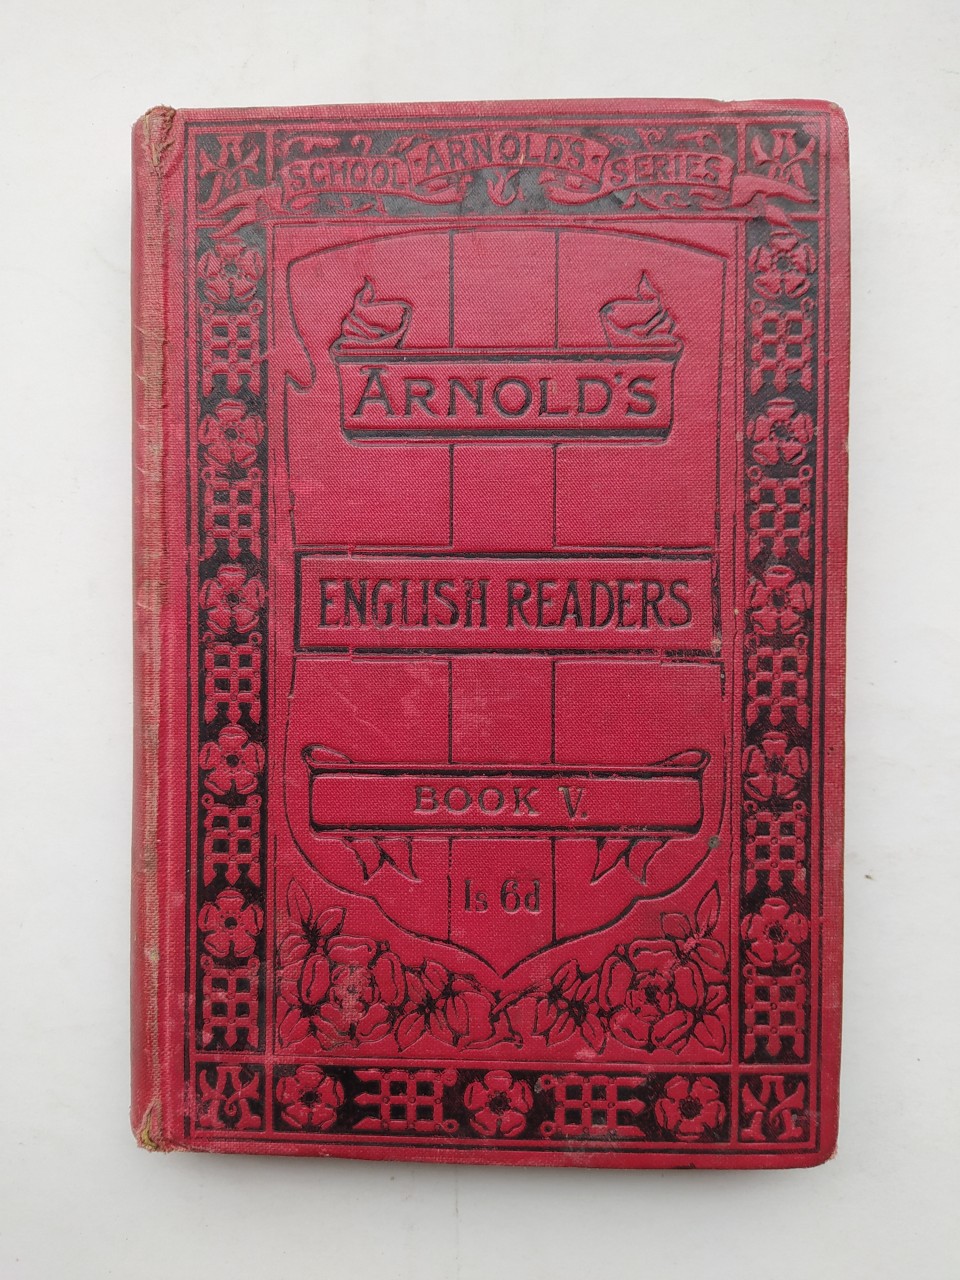 SCHOOL ARNOLD'S SERIES
ARNOLD'S
ENGLISH READERS
BOOK V.
1s 6d